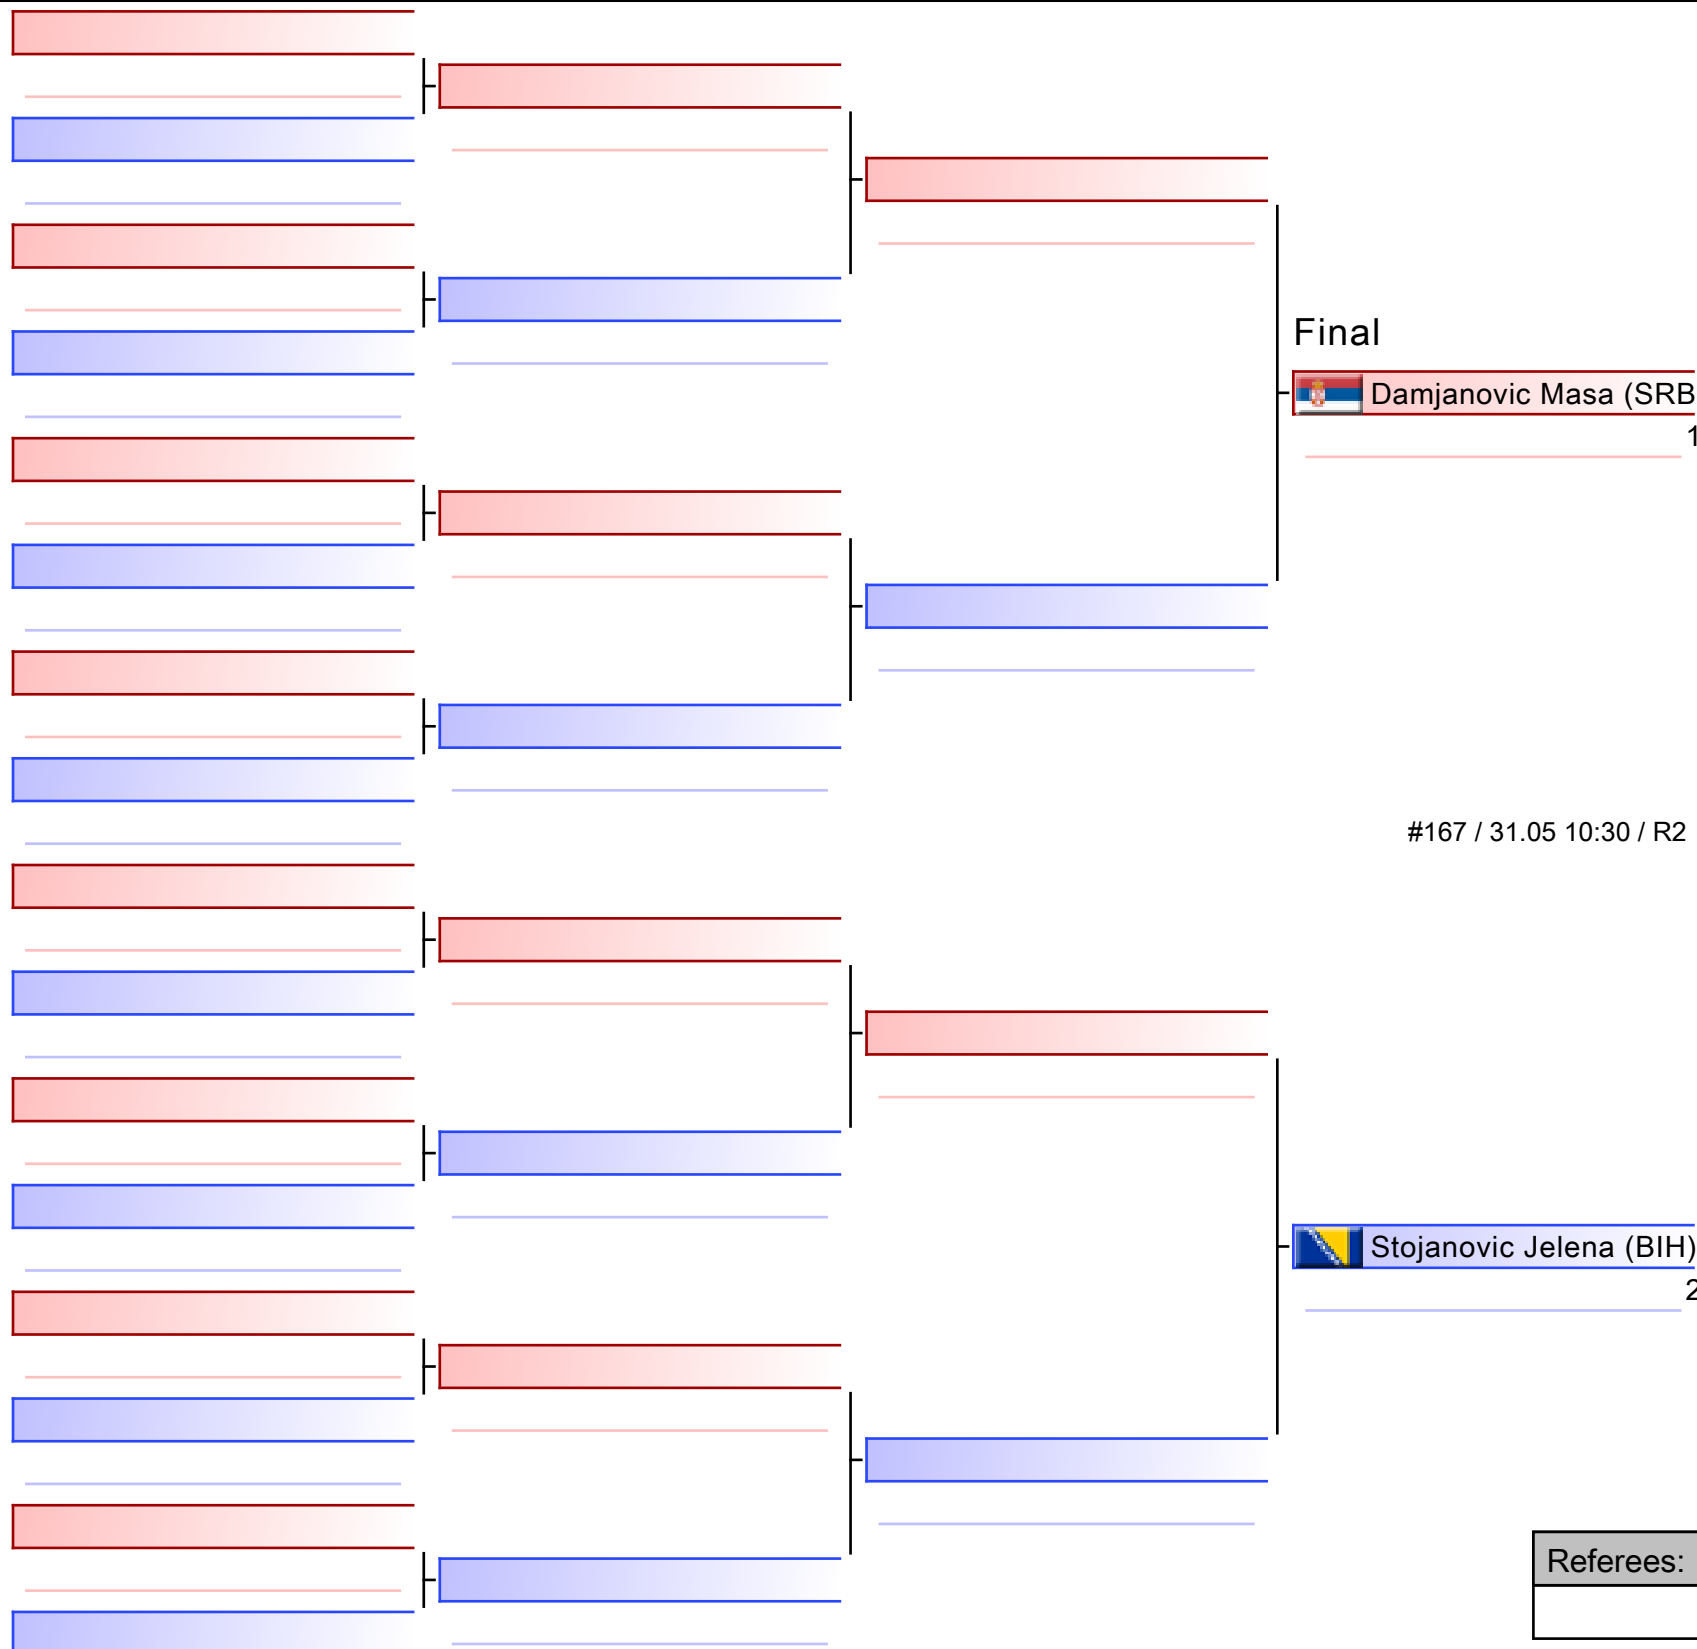 Final
Damjanovic Masa (SRB
1
#167 / 31.05 10:30 / R2
Stojanovic Jelena (BIH)
2
Referees: